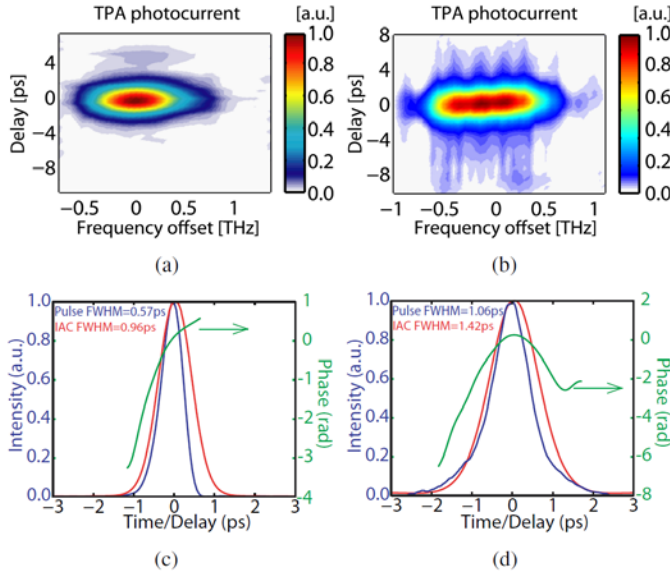 TPA photocurrent [a.u.]
Delay [ps]
4
0
−4
−8
1.0
0.8
0.6
0.4
0.2
0.0
−0.5 0 0.5 1
Frequency offset [THz]
(a)
TPA photocurrent [a.u.]
Delay [ps]
8
4
0
-4
-8
1.0
0.8
0.6
0.4
0.2
0.0
−1 −0.5 0 0.5 1
Frequency offset [THz]
(b)
Pulse FWHM=0.57ps
IAC FWHM=0.96ps
Intensity (a.u.)
1.0
0.8
0.6
0.4
0.2
0.0
1
0
-1
-2
-3
-4
Phase (rad)
−3 −2 −1 0 1 2 3
Time/Delay (ps)
(c)
Pulse FWHM=1.06ps
IAC FWHM=1.42ps
Intensity (a.u.)
1.0
0.8
0.6
0.4
0.2
0.0
2
0
-2
-4
-6
-8
Phase (rad)
−3 −2 −1 0 1 2 3
Time/Delay (ps)
(d)